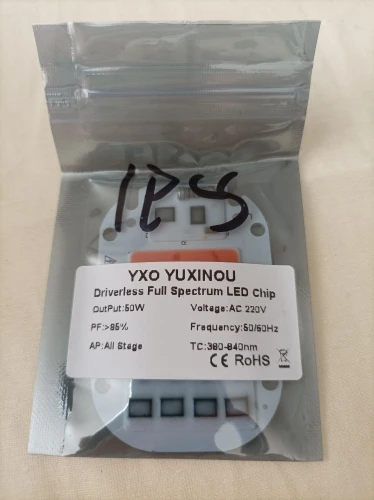 1PCS
YXO YUXINOU
Driverless Full Spectrum LED Chip
OutPut:50W Voltage:AC 220V
PF:>95% Frequency:50/60Hz
AP:All Stage TC:380-840nm
CE RoHS